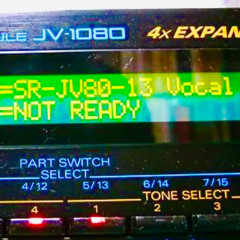 ULE JV-1080 4x EXPAN
=SR-JV80-13 Vocal
=NOT READY
PART SWITCH
SELECT
4/12 5/13 6/14 7/15
TONE SELECT
4 1 2 3